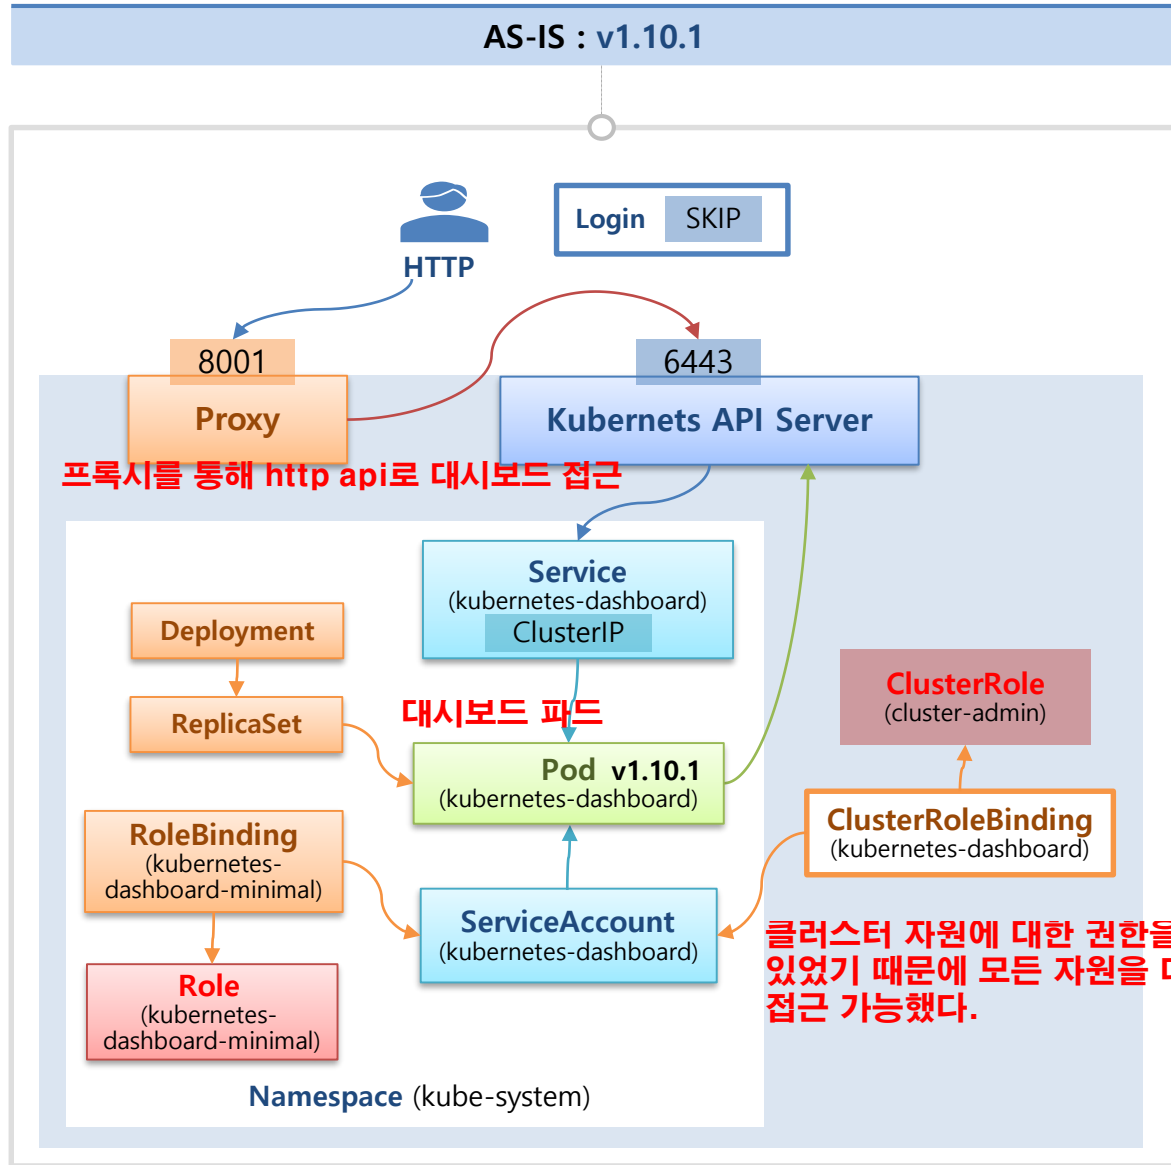 AS-IS : v1.10.1
Login SKIP
HTTP
8001
6443
Proxy
Kubernets API Server
프록시를 통해 http api로 대시보드 접근
Service
(kubernetes-dashboard)
ClusterIP
Deployment
ReplicaSet
대시보드 파드
Pod v1.10.1
(kubernetes-dashboard)
ClusterRole
(cluster-admin)
RoleBinding
(kubernetes-
dashboard-minimal)
ClusterRoleBinding
(kubernetes-dashboard)
ServiceAccount
(kubernetes-dashboard)
클러스터 자원에 대한 권한을
있었기 때문에 모든 자원을
접근 가능했다.
Role
(kubernetes-
dashboard-minimal)
Namespace (kube-system)